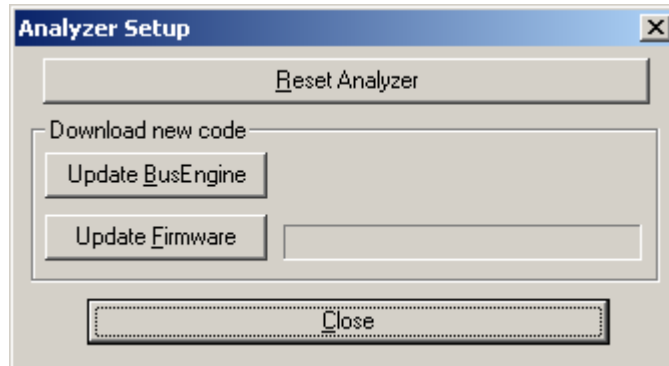 Analyzer Setup
Reset Analyzer
Download new code
Update BusEngine
Update Firmware
Close